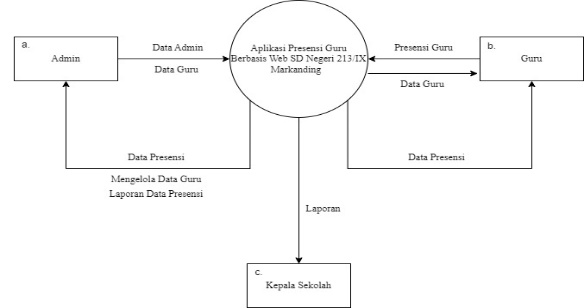 a.
Admin
Data Admin
Data Guru
Aplikasi Presensi Guru
Berbasis Web SD Negeri 213/IX
Markanding
Presensi Guru
Data Guru
b.
Guru
Data Presensi
Mengelola Data Guru
Laporan Data Presensi
Data Presensi
Laporan
c.
Kepala Sekolah